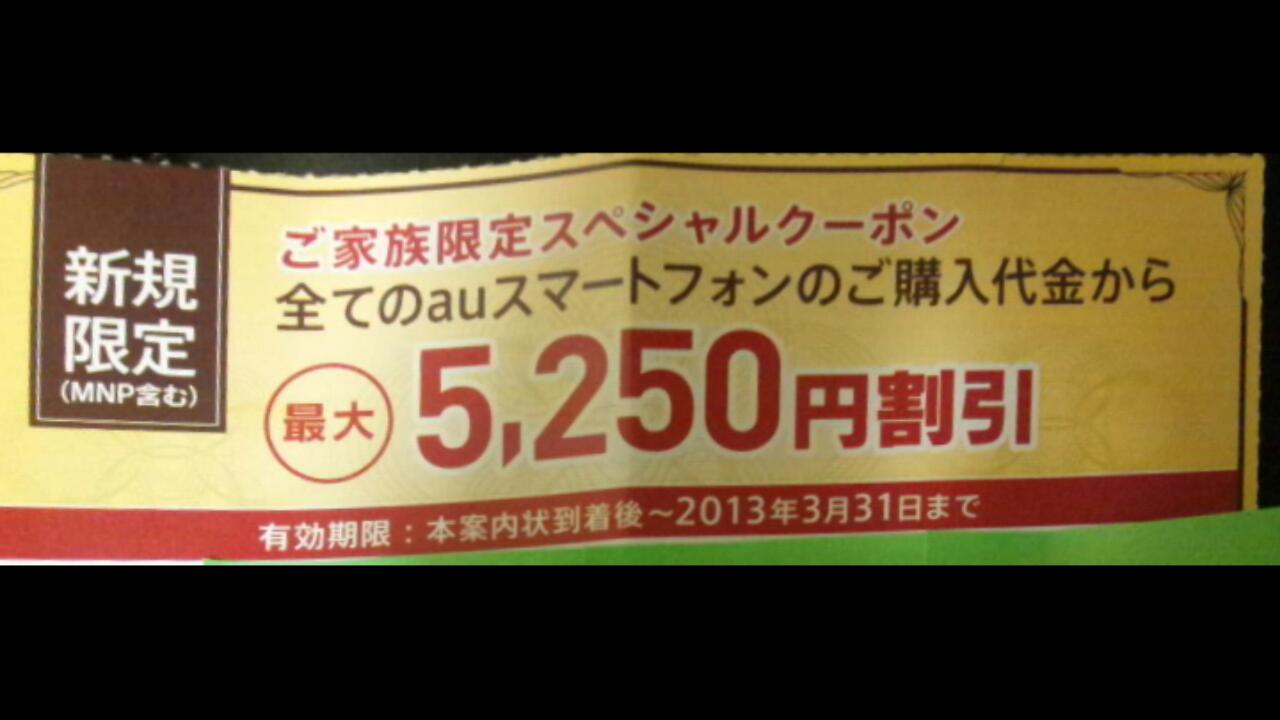 新規
限定
(MNP含む)
ご家族限定スペシャルクーポン
全てのauスマートフォンのご購入代金から
最大 5,250円割引
有効期限：本案内状到着後～2013年3月31日まで